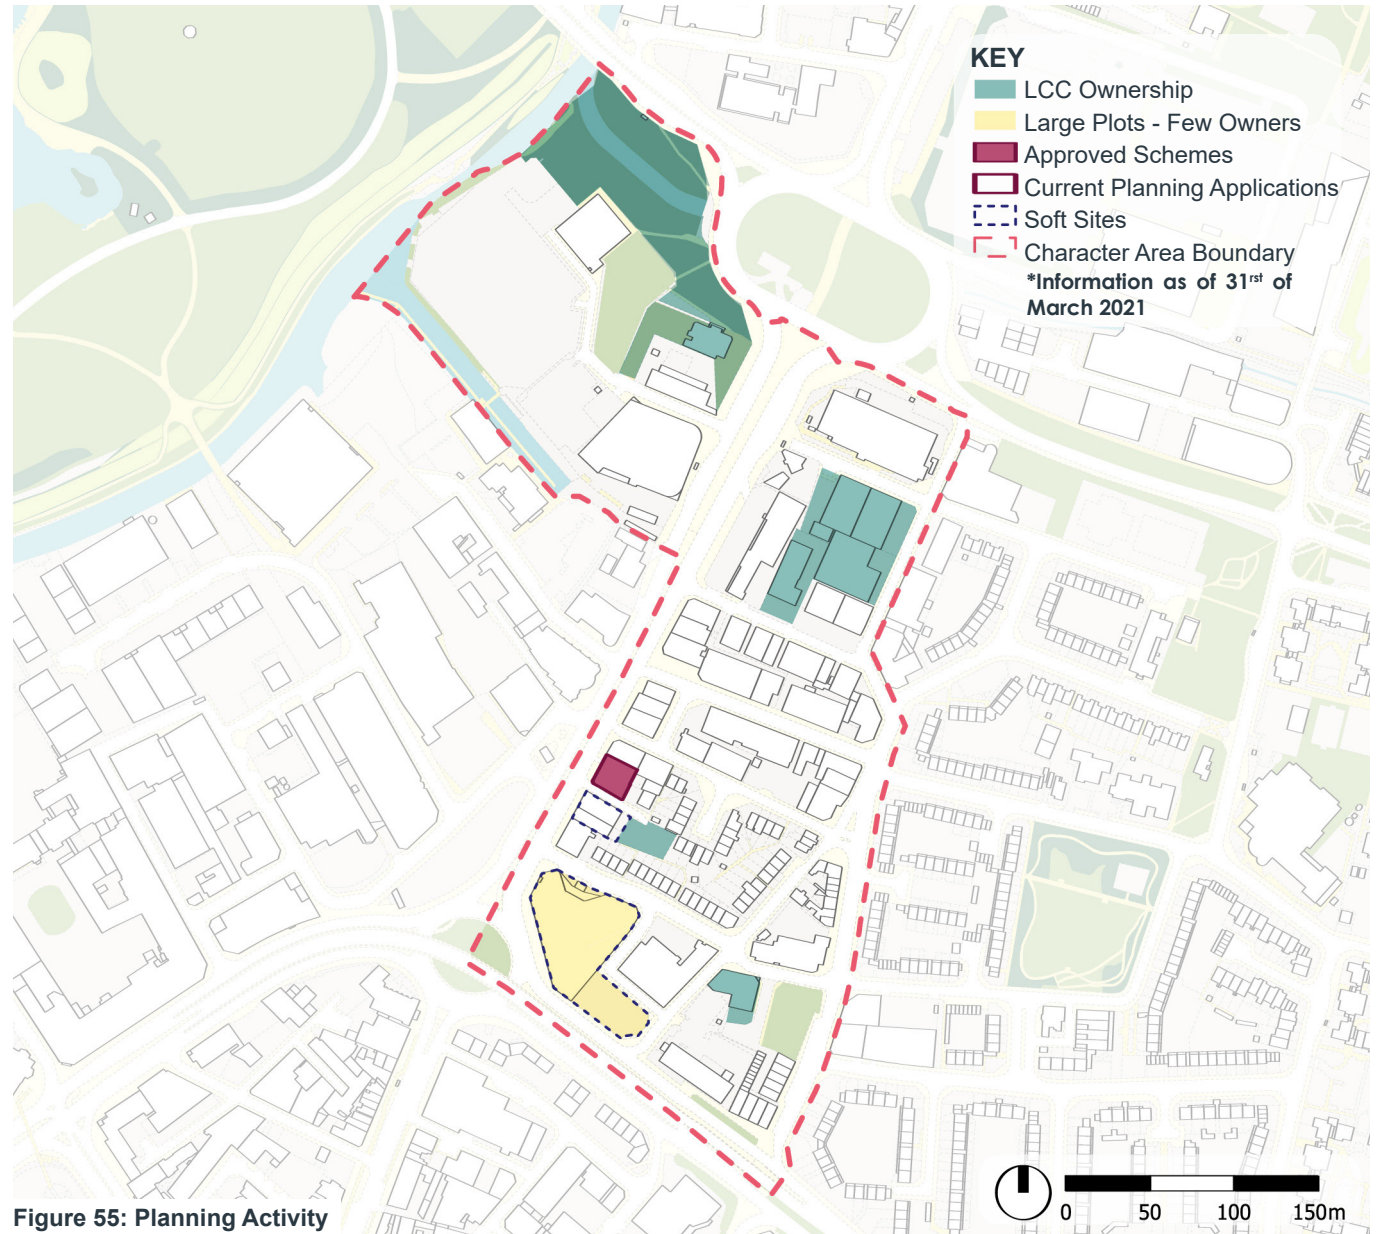 KEY
LCC Ownership
Large Plots - Few Owners
Approved Schemes
Current Planning Applications
Soft Sites
Character Area Boundary
*Information as of 31rst of
March 2021
0 50 100 150m
Figure 55: Planning Activity